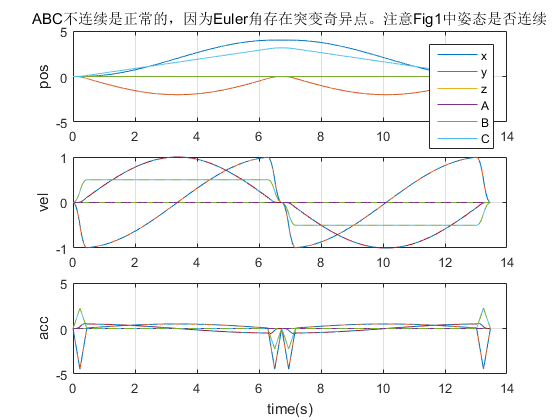 ABC不连续是正常的，因为Euler角存在突变奇异点。注意Fig1中姿态是否连续
5
0
-5
pos
x
y
z
A
B
C
0 2 4 6 8 10 12 14
1
0
-1
vel
0 2 4 6 8 10 12 14
5
0
-5
acc
0 2 4 6 8 10 12 14
time(s)